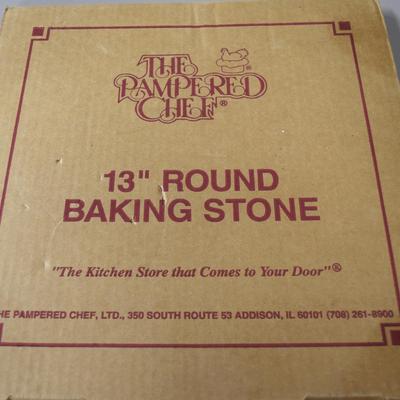 THE
PAMPERED
CHEF®
13" ROUND
BAKING STONE
"The Kitchen Store that Comes to Your Door"®
HE PAMPERED CHEF, LTD., 350 SOUTH ROUTE 53 ADDISON, IL 60101 (708) 261-8900